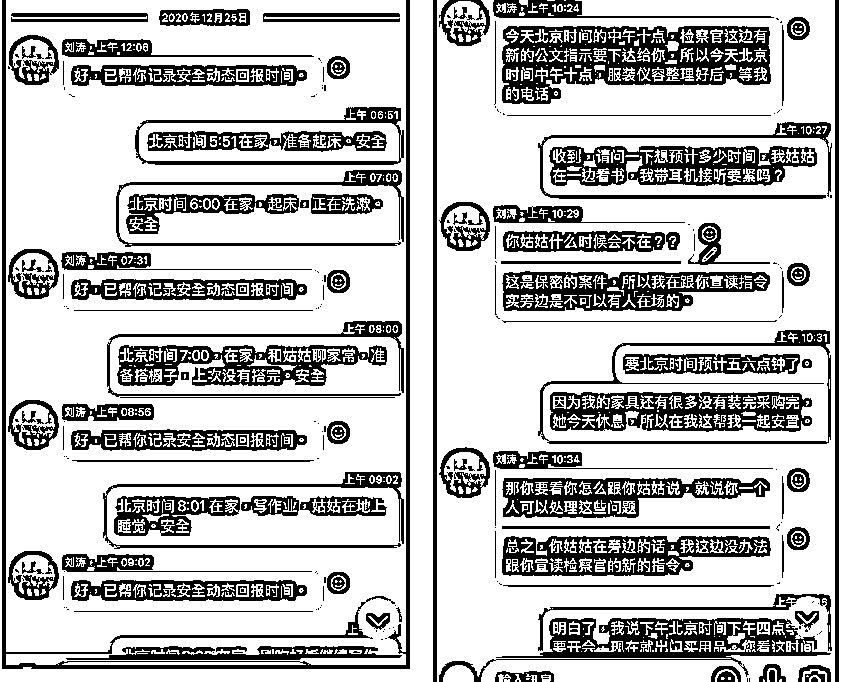 2020年12月25日
刘涛・上午 12:06
好，已帮你记录安全动态回报时间。
上午 06:51
北京时间 5:51在家，准备起床。安全
上午 07:00
北京时间 6:00 在家，起床，正在洗漱。
安全
刘涛・上午 07:31
好，已帮你记录安全动态回报时间。
上午 08:00
北京时间 7:00，在家，和姑姑聊家常，准
备搭橱子，上次没有搭完。安全
刘涛・上午 08:56
好，已帮你记录安全动态回报时间。
上午 09:02
北京时间 8:01 在家，写作业，姑姑在地上
睡觉。安全
刘涛・上午 09:02
好，已帮你记录安全动态回报时间。
刘涛・上午 10:24
今天北京时间的中午十点，检察官这边有
新的公文指示要下达给你，所以今天北京
时间中午十点，服装仪容整理好后，等我
的电话。
上午 10:27
收到，请问一下想预计多少时间，我姑姑
在一边看书，我带耳机接听要紧吗？
刘涛・上午 10:29
你姑姑什么时候会不在？？
这是保密的案件，所以我在跟你宣读指令
实旁边是不可以有人在场的。
上午 10:31
要北京时间预计五六点钟了。
因为我的家具还有很多没有装完采购完。
她今天休息，所以在我这帮我一起安置。
刘涛・上午 10:34
那你要看你怎么跟你姑姑说，就说你一个
人可以处理这些问题
总之，你姑姑在旁边的话，我这边没办法
跟你宣读检察官的新的指令。
明白了，我说下午北京时间下午四点
要开会，现在就出门买用品。您看这时间
输入讯息